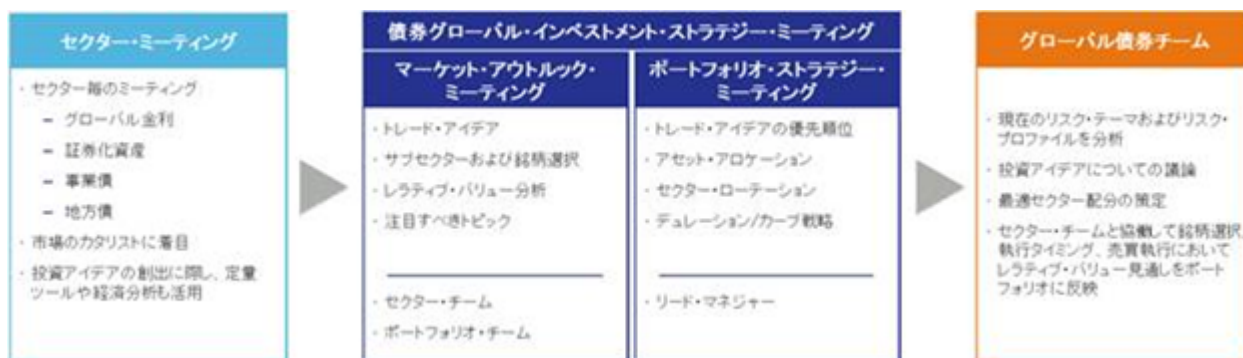 セクター・ミーティング
・セクター毎のミーティング
– グローバル金利
– 証券化資産
– 事業債
– 地方債
・市場のカタリストに着目
・投資アイデアの創出に際し、定量
ツールや経済分析も活用
債券グローバル・インベストメント・ストラテジー・ミーティング
マーケット・アウトルック・
ミーティング
・トレード・アイデア
・サブセクターおよび銘柄選択
・レラティブ・バリュー分析
・注目すべきトピック
・セクター・チーム
・ポートフォリオ・チーム
ポートフォリオ・ストラテジー・
ミーティング
・トレード・アイデアの優先順位
・アセット・アロケーション
・セクター・ローテーション
・デュレーション/カーブ戦略
・リード・マネジャー
グローバル債券チーム
・現在のリスク・テーマおよびリスク・
プロファイルを分析
・投資アイデアについての議論
・最適セクター配分の策定
・セクター・チームと協働して銘柄選択、
執行タイミング、売買執行において
レラティブ・バリュー見通しをポート
フォリオに反映